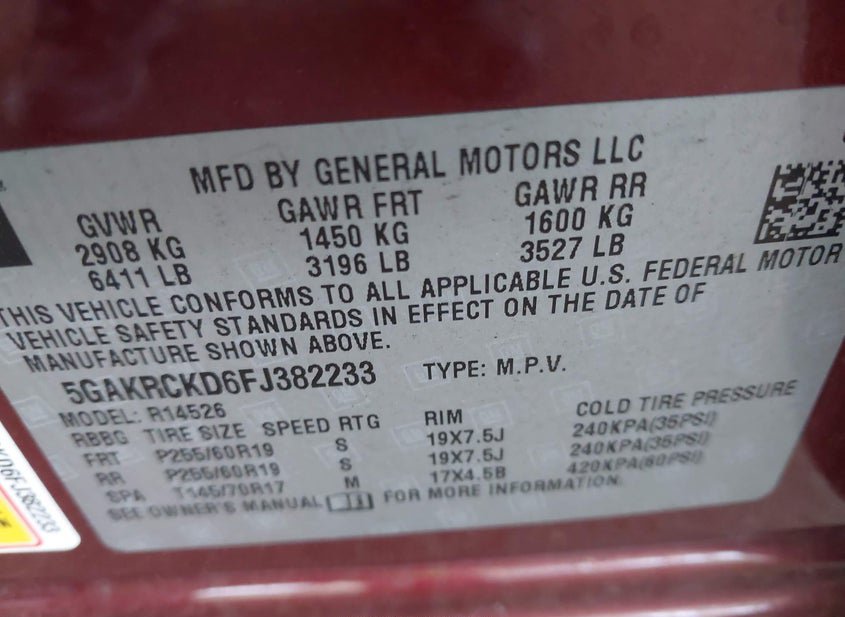 MFD BY GENERAL MOTORS LLC
GVWR GAWR FRT GAWR RR
2908 KG 1450 KG 1600 KG
6411 LB 3196 LB 3527 LB
THIS VEHICLE CONFORMS TO ALL APPLICABLE U.S. FEDERAL MOTOR
VEHICLE SAFETY STANDARDS IN EFFECT ON THE DATE OF
MANUFACTURE SHOWN ABOVE.
5GAKRCKD6FJ382233 TYPE: M.P.V.
MODEL: R14526
RBBG TIRE SIZE SPEED RTG RIM COLD TIRE PRESSURE
FRT P255/60R19 S 19X7.5J 240KPA(35PSI)
RR P255/60R19 S 19X7.5J 240KPA(35PSI)
SPA T145/70R17 M 17X4.5B 420KPA(60PSI)
SEE OWNER'S MANUAL FOR MORE INFORMATION.
KD6FJ382233